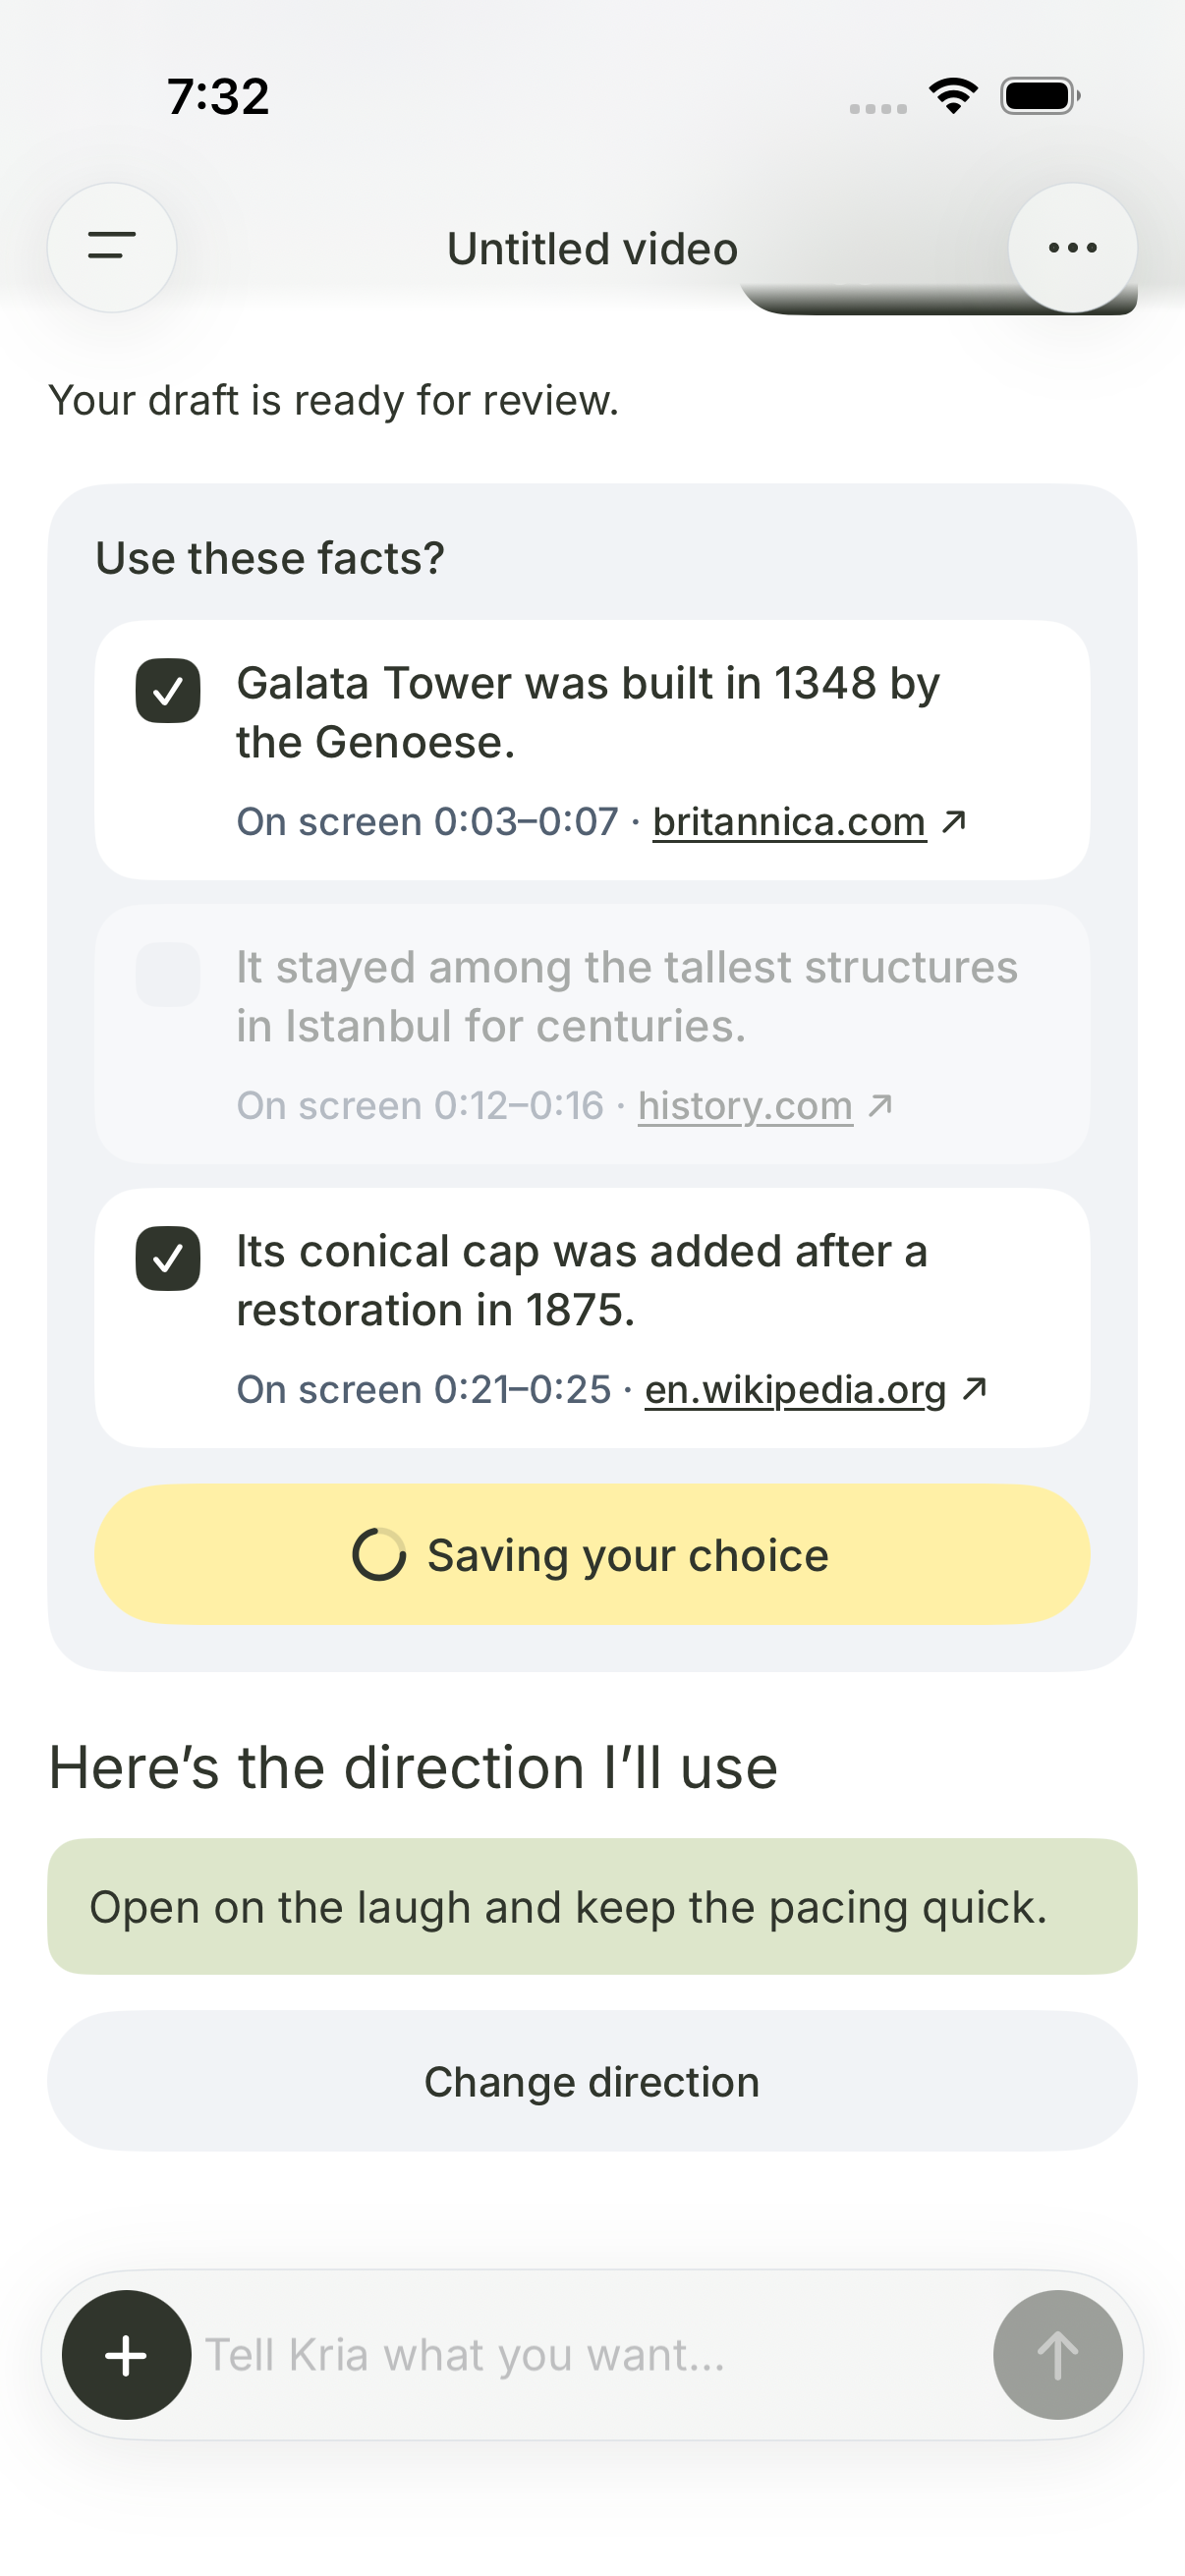 7:32
Untitled video
Your draft is ready for review.
Use these facts?
Galata Tower was built in 1348 by
the Genoese.
On screen 0:03–0:07 · britannica.com ↗
It stayed among the tallest structures
in Istanbul for centuries.
On screen 0:12–0:16 · history.com ↗
Its conical cap was added after a
restoration in 1875.
On screen 0:21–0:25 · en.wikipedia.org ↗
Saving your choice
Here’s the direction I’ll use
Open on the laugh and keep the pacing quick.
Change direction
Tell Kria what you want...